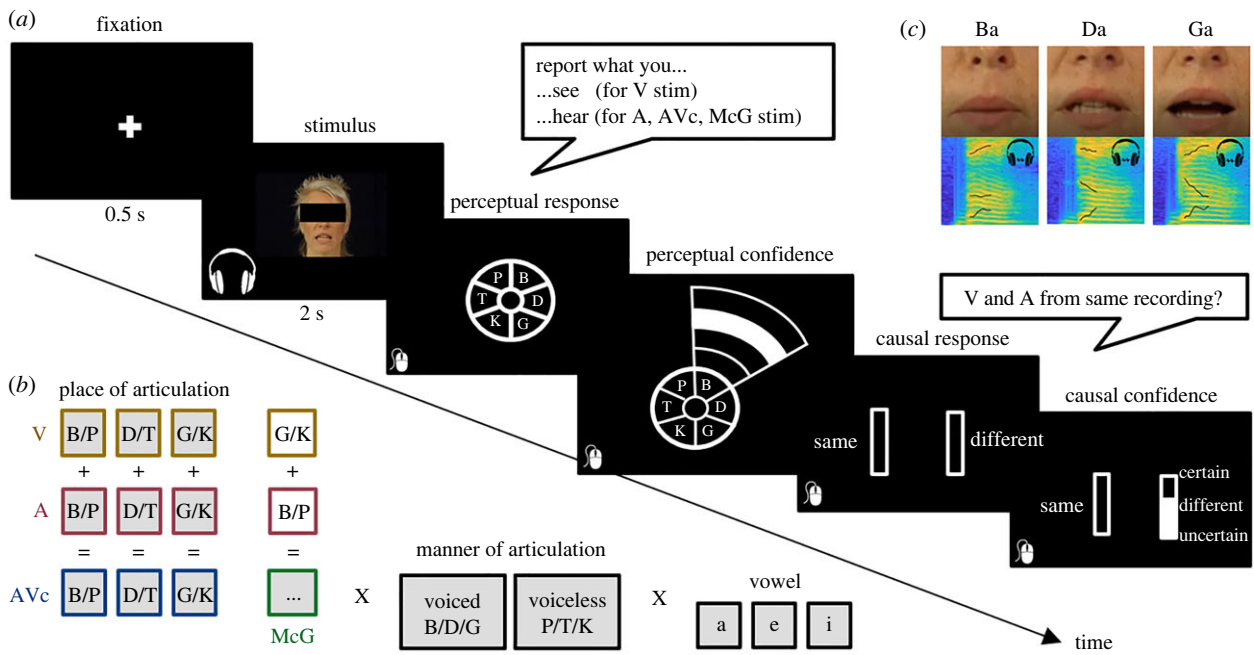 (a)
fixation
0.5 s
stimulus
2 s
report what you...
...see (for V stim)
...hear (for A, AVc, McG stim)
perceptual response
P B
T D
K G
perceptual confidence
P B
T D
K G
V and A from same recording?
causal response
same different
causal confidence
same
certain
different
uncertain
time
(b)
place of articulation
V B/P D/T G/K G/K
+ + + +
A B/P D/T G/K B/P
= = = =
AVc B/P D/T G/K ...
McG
X
manner of articulation
voiced
B/D/G
voiceless
P/T/K
X
vowel
a e i
(c)
Ba Da Ga